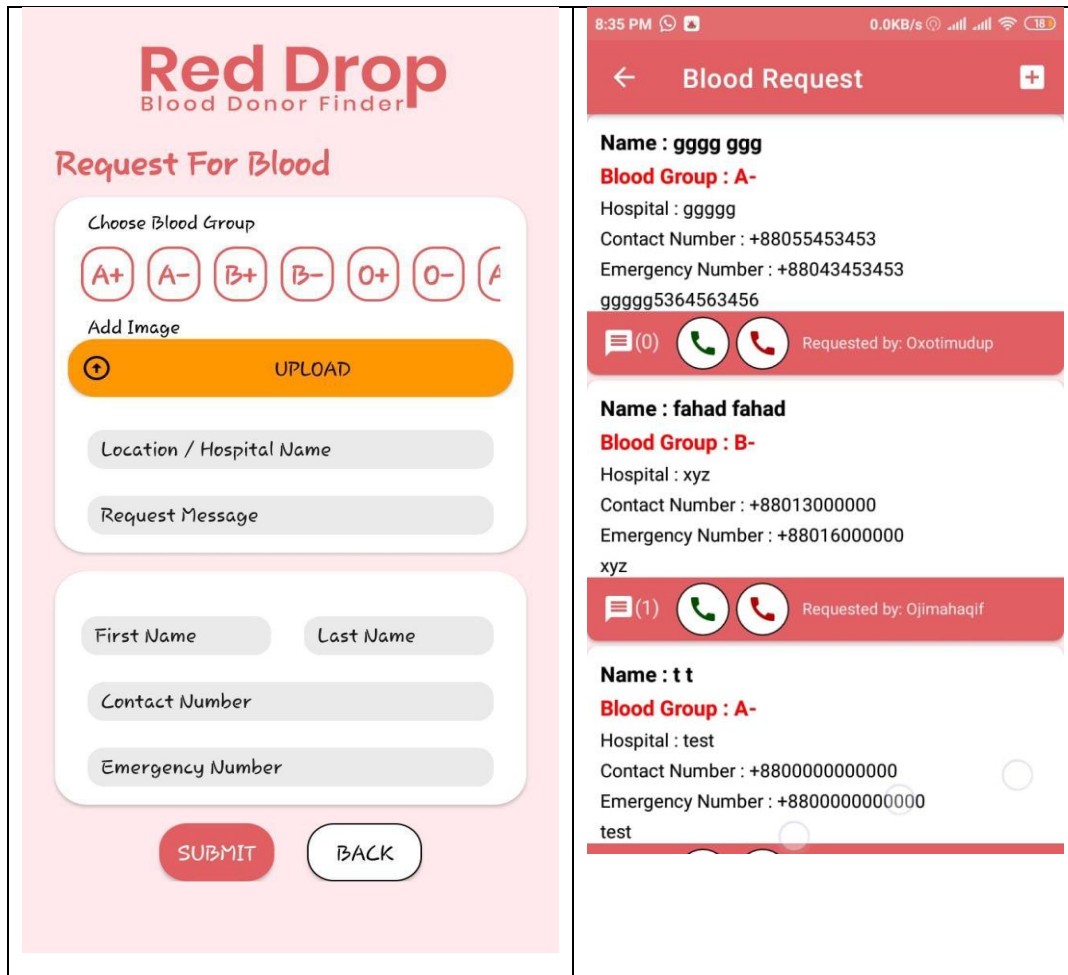 Red Drop
Blood Donor Finder
Request For Blood
Choose Blood Group
A+ A- B+ B- O+ O- A
Add Image
UPLOAD
Location / Hospital Name
Request Message
First Name Last Name
Contact Number
Emergency Number
SUBMIT BACK
8:35 PM 0.0KB/s 18
Blood Request
Name : gggg ggg
Blood Group : A-
Hospital : ggggg
Contact Number : +88055453453
Emergency Number : +88043453453
ggggg5364563456
(0) Requested by: Oxotimudup
Name : fahad fahad
Blood Group : B-
Hospital : xyz
Contact Number : +88013000000
Emergency Number : +88016000000
xyz
(1) Requested by: Ojimahaqif
Name : t t
Blood Group : A-
Hospital : test
Contact Number : +8800000000000
Emergency Number : +8800000000000
test